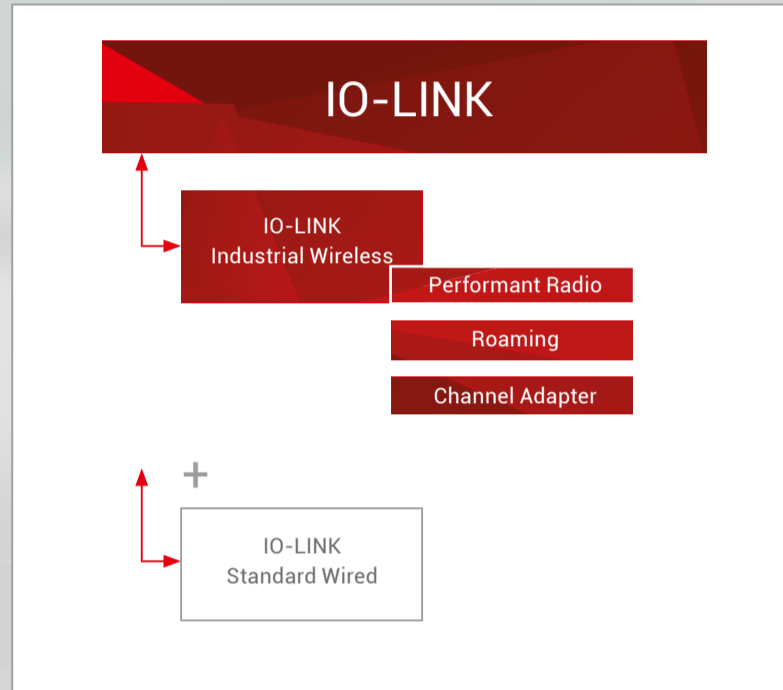 IO-LINK
IO-LINK
Industrial Wireless
Performant Radio
Roaming
Channel Adapter
+
IO-LINK
Standard Wired